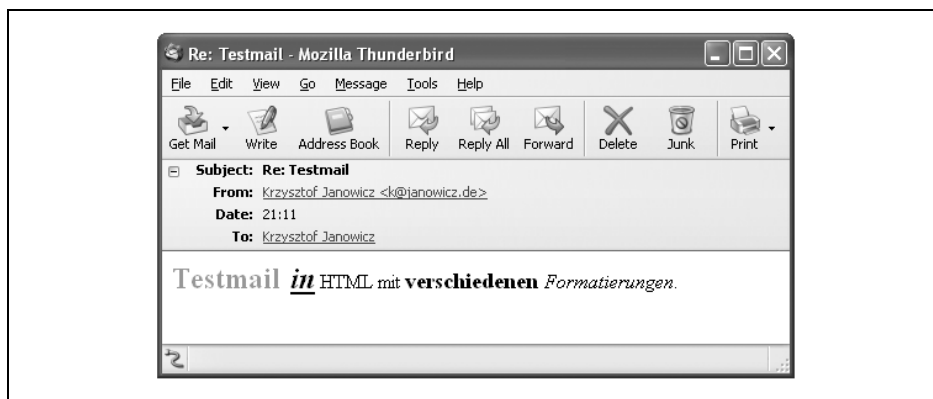 Re: Testmail - Mozilla Thunderbird
File Edit View Go Message Tools Help
Get Mail Write Address Book Reply Reply All Forward Delete Junk Print
Subject: Re: Testmail
From: Krzysztof Janowicz <k@janowicz.de>
Date: 21:11
To: Krzysztof Janowicz
Testmail in HTML mit verschiedenen Formatierungen.